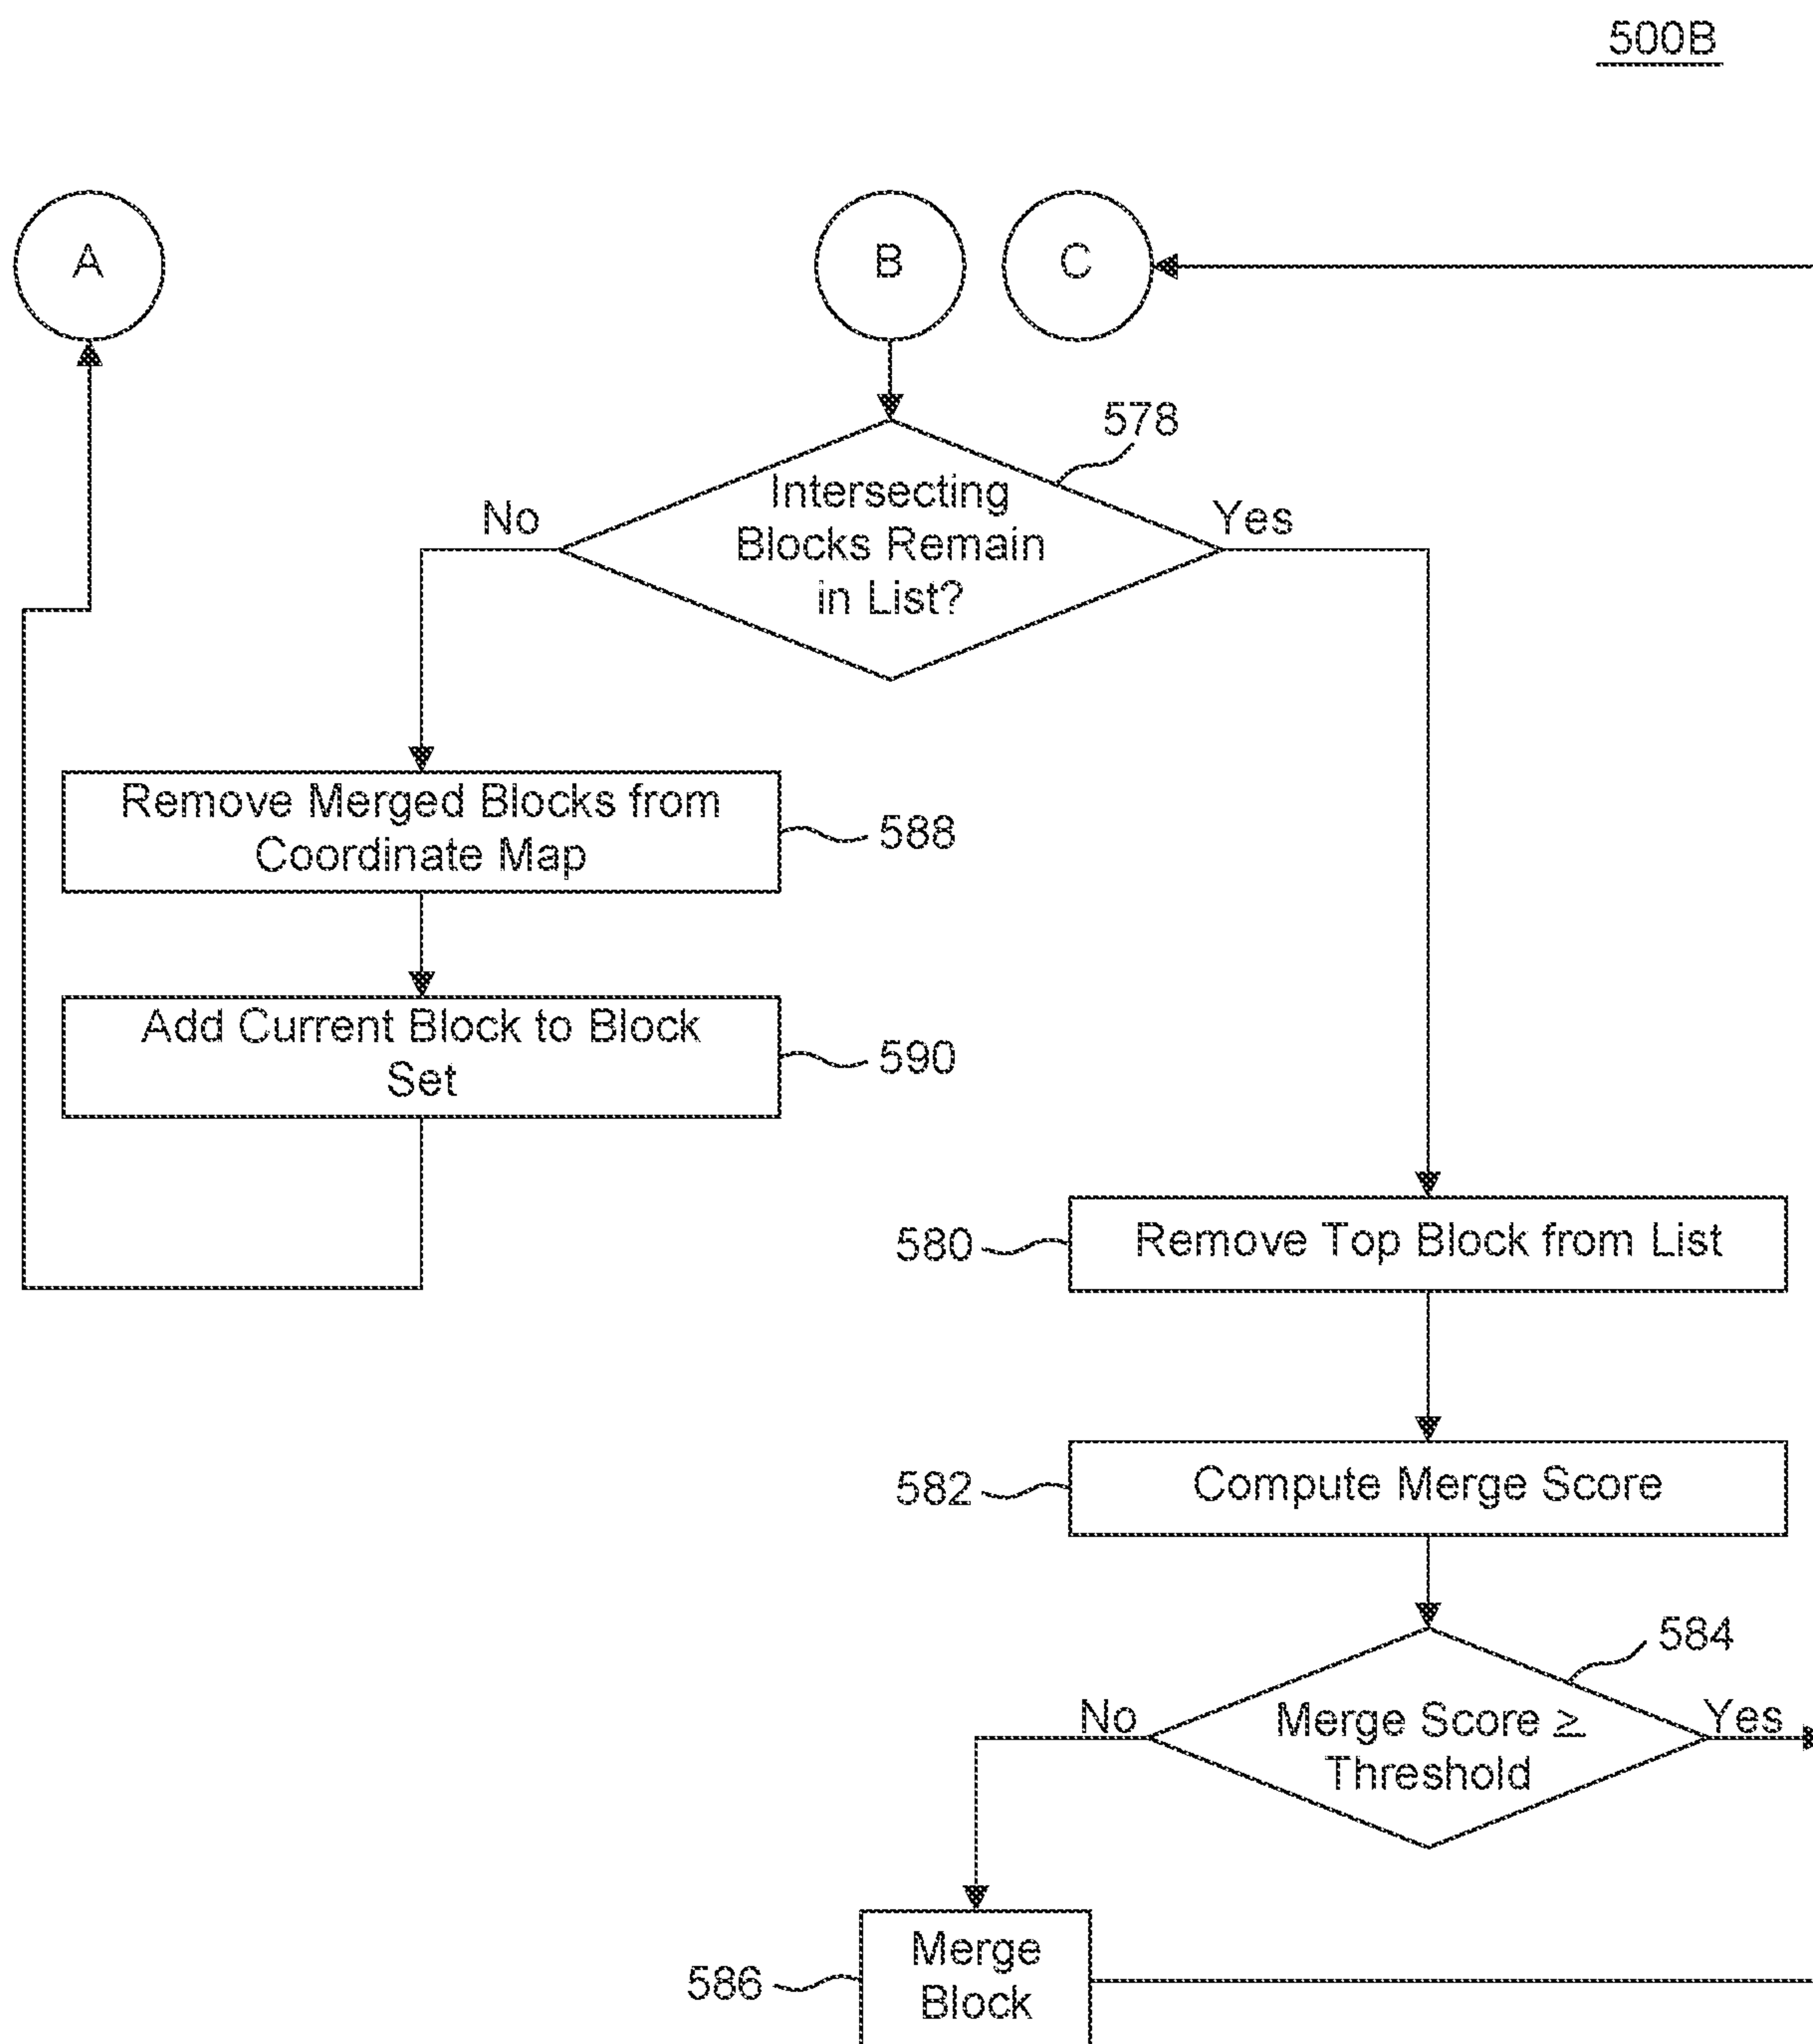 500B
A
B
C
578
No
Intersecting
Blocks Remain
in List?
Yes
Remove Merged Blocks from
Coordinate Map
588
Add Current Block to Block
Set
590
580
Remove Top Block from List
582
Compute Merge Score
584
No
Merge Score ≥
Threshold
Yes
586
Merge
Block